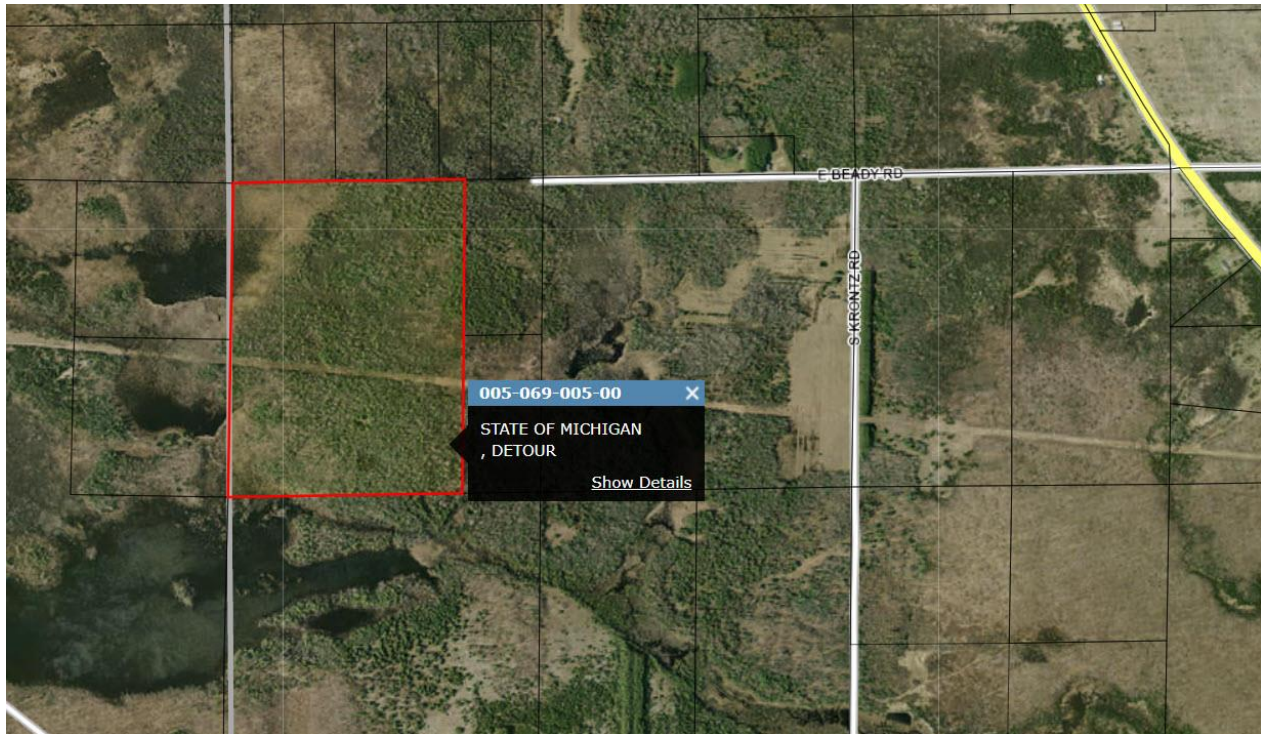 E BEADY RD
S KRONTZ RD
005-069-005-00
STATE OF MICHIGAN
, DETOUR
Show Details